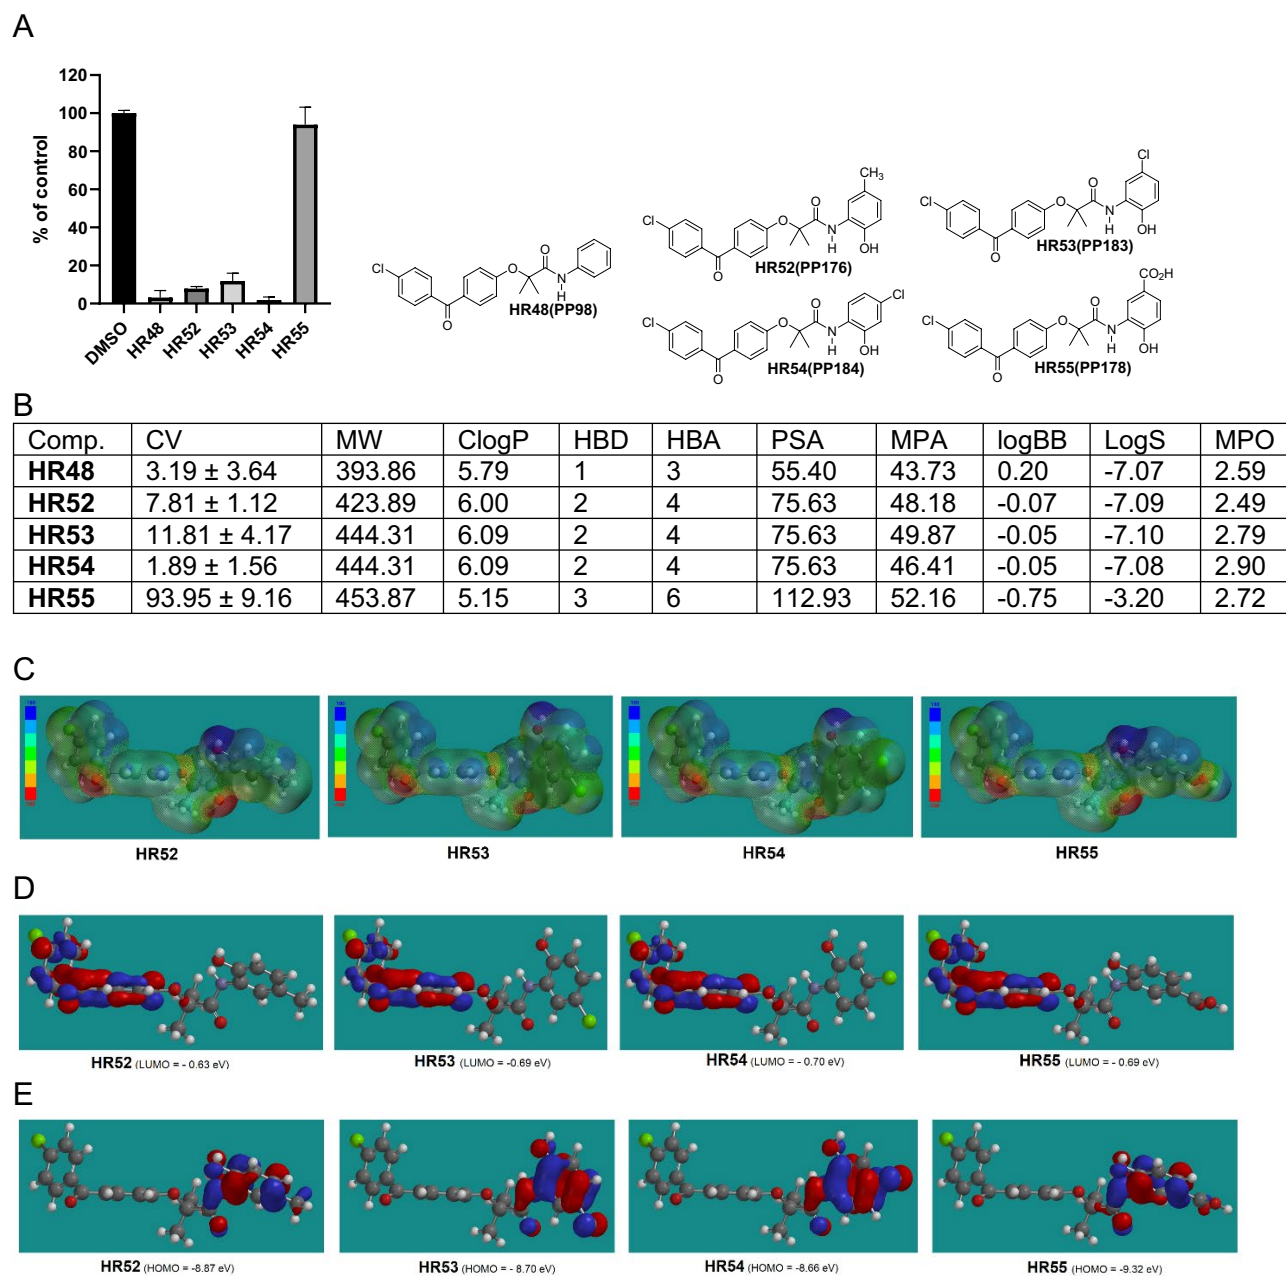 A
120
100
80
60
40
20
0
% of control
DMSO
HR48
HR52
HR53
HR54
HR55
Cl
O
O
O
N
H
HR48(PP98)
CH₃
Cl
O
O
O
N
H
OH
HR52(PP176)
Cl
Cl
O
O
O
N
H
OH
HR53(PP183)
Cl
Cl
O
O
O
N
H
OH
HR54(PP184)
CO₂H
Cl
O
O
O
N
H
OH
HR55(PP178)
B
Comp. CV MW ClogP HBD HBA PSA MPA logBB LogS MPO
HR48 3.19 ± 3.64 393.86 5.79 1 3 55.40 43.73 0.20 -7.07 2.59
HR52 7.81 ± 1.12 423.89 6.00 2 4 75.63 48.18 -0.07 -7.09 2.49
HR53 11.81 ± 4.17 444.31 6.09 2 4 75.63 49.87 -0.05 -7.10 2.79
HR54 1.89 ± 1.56 444.31 6.09 2 4 75.63 46.41 -0.05 -7.08 2.90
HR55 93.95 ± 9.16 453.87 5.15 3 6 112.93 52.16 -0.75 -3.20 2.72
C
HR52
HR53
HR54
HR55
D
HR52 (LUMO = - 0.63 eV)
HR53 (LUMO = -0.69 eV)
HR54 (LUMO = - 0.70 eV)
HR55 (LUMO = - 0.69 eV)
E
HR52 (HOMO = -8.87 eV)
HR53 (HOMO = - 8.70 eV)
HR54 (HOMO = -8.66 eV)
HR55 (HOMO = -9.32 eV)